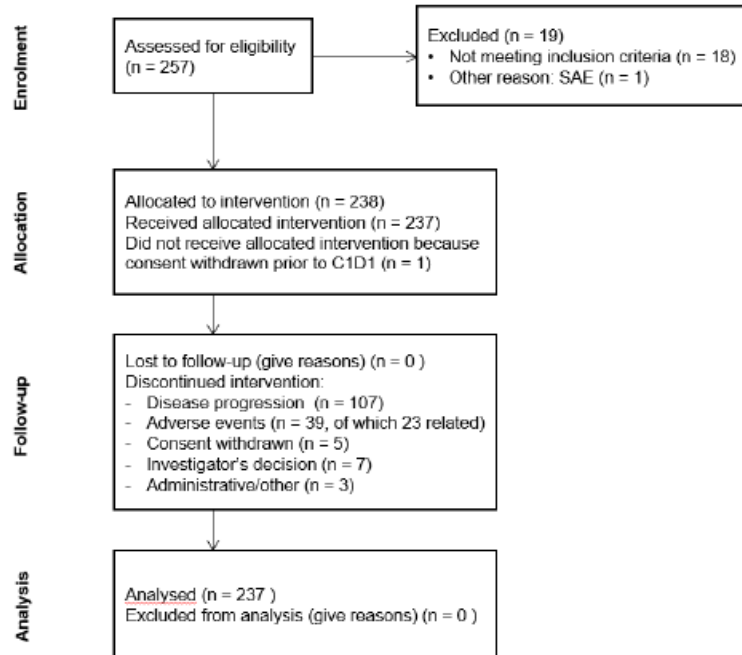 Enrolment
Assessed for eligibility
(n = 257)
Excluded (n = 19)
• Not meeting inclusion criteria (n = 18)
• Other reason: SAE (n = 1)
Allocation
Allocated to intervention (n = 238)
Received allocated intervention (n = 237)
Did not receive allocated intervention because
consent withdrawn prior to C1D1 (n = 1)
Follow-up
Lost to follow-up (give reasons) (n = 0 )
Discontinued intervention:
- Disease progression (n = 107)
- Adverse events (n = 39, of which 23 related)
- Consent withdrawn (n = 5)
- Investigator's decision (n = 7)
- Administrative/other (n = 3)
Analysis
Analysed (n = 237 )
Excluded from analysis (give reasons) (n = 0 )